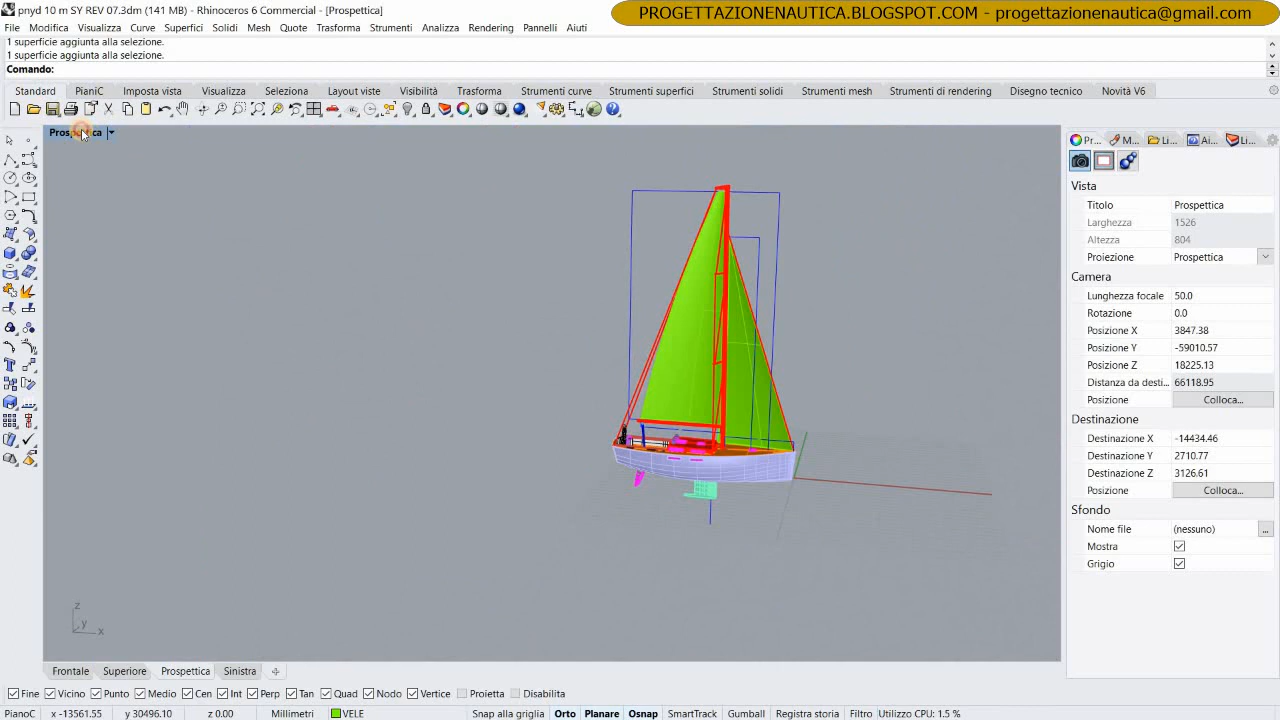 pnyd 10 m SY REV 07.3dm (141 MB) - Rhinoceros 6 Commercial - [Prospettica]
PROGETTAZIONENAUTICA.BLOGSPOT.COM - progettazionenautica@gmail.com
File Modifica Visualizza Curve Superfici Solidi Mesh Quote Trasforma Strumenti Analizza Rendering Pannelli Aiuti
1 superficie aggiunta alla selezione.
1 superficie aggiunta alla selezione.
Comando:
Standard PianiC Imposta vista Visualizza Seleziona Layout viste Visibilità Trasforma Strumenti curve Strumenti superfici Strumenti solidi Strumenti mesh Strumenti di rendering Disegno tecnico Novità V6
Prospettica
Pr... M... Li... Ai... Li...
Vista
Titolo Prospettica
Larghezza 1526
Altezza 804
Proiezione Prospettica
Camera
Lunghezza focale 50.0
Rotazione 0.0
Posizione X 3847.38
Posizione Y -59010.57
Posizione Z 18225.13
Distanza da desti... 66118.95
Posizione Colloca...
Destinazione
Destinazione X -14434.46
Destinazione Y 2710.77
Destinazione Z 3126.61
Posizione Colloca...
Sfondo
Nome file (nessuno) ...
Mostra
Grigio
z
y
x
Frontale Superiore Prospettica Sinistra
Fine Vicino Punto Medio Cen Int Perp Tan Quad Nodo Vertice Proietta Disabilita
PianoC x -13561.55 y 30496.10 z 0.00 Millimetri VELE Snap alla griglia Orto Planare Osnap SmartTrack Gumball Registra storia Filtro Utilizzo CPU: 1.5 %